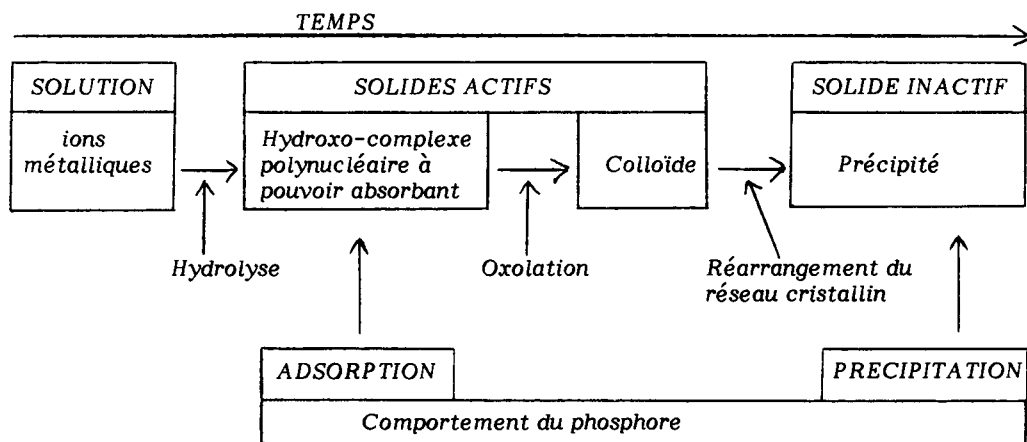 TEMPS
SOLUTION
ions
métalliques
SOLIDES ACTIFS
Hydroxo-complexe
polynucléaire à
pouvoir absorbant
Colloïde
SOLIDE INACTIF
Précipité
Hydrolyse
Oxolation
Réarrangement du
réseau cristallin
ADSORPTION
PRECIPITATION
Comportement du phosphore